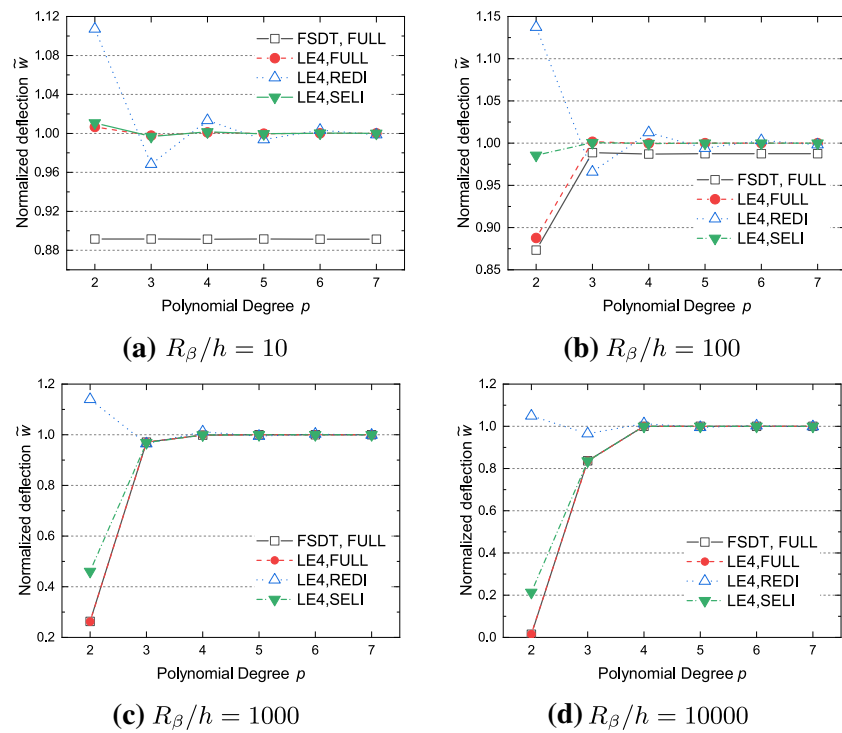 1.12
1.08
1.04
1.00
0.96
0.92
0.88
Normalized deflection w̃
FSDT, FULL
LE4,FULL
LE4,REDI
LE4,SELI
2 3 4 5 6 7
Polynomial Degree p
(a) R_β/h = 10
1.15
1.10
1.05
1.00
0.95
0.90
0.85
Normalized deflection w̃
FSDT, FULL
LE4,FULL
LE4,REDI
LE4,SELI
2 3 4 5 6 7
Polynomial Degree p
(b) R_β/h = 100
1.2
1.0
0.8
0.6
0.4
0.2
Normalized deflection w̃
FSDT, FULL
LE4,FULL
LE4,REDI
LE4,SELI
2 3 4 5 6 7
Polynomial Degree p
(c) R_β/h = 1000
1.2
1.0
0.8
0.6
0.4
0.2
0.0
Normalized deflection w̃
FSDT, FULL
LE4,FULL
LE4,REDI
LE4,SELI
2 3 4 5 6 7
Polynomial Degree p
(d) R_β/h = 10000